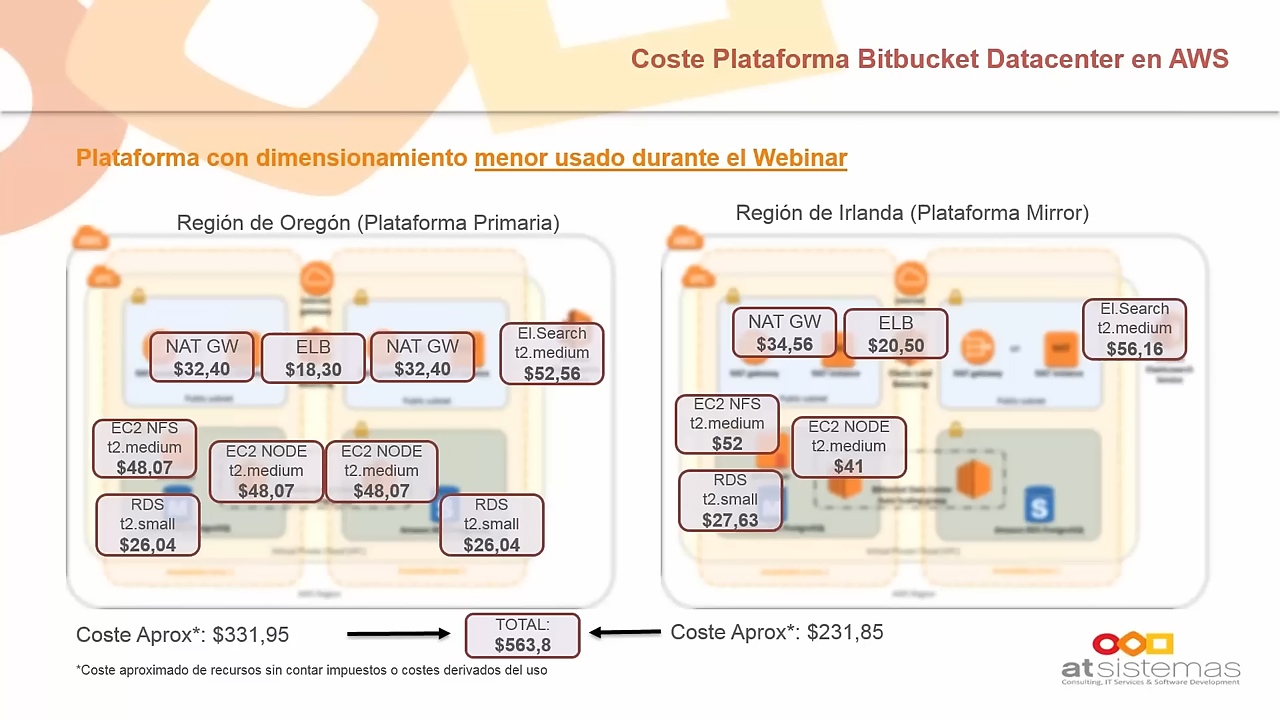 Coste Plataforma Bitbucket Datacenter en AWS
Plataforma con dimensionamiento menor usado durante el Webinar
Región de Oregón (Plataforma Primaria)
NAT GW
$32,40
ELB
$18,30
NAT GW
$32,40
El.Search
t2.medium
$52,56
EC2 NFS
t2.medium
$48,07
EC2 NODE
t2.medium
$48,07
EC2 NODE
t2.medium
$48,07
RDS
t2.small
$26,04
RDS
t2.small
$26,04
Región de Irlanda (Plataforma Mirror)
NAT GW
$34,56
ELB
$20,50
El.Search
t2.medium
$56,16
EC2 NFS
t2.medium
$52
EC2 NODE
t2.medium
$41
RDS
t2.small
$27,63
Coste Aprox*: $331,95
TOTAL:
$563,8
Coste Aprox*: $231,85
*Coste aproximado de recursos sin contar impuestos o costes derivados del uso
atsistemas
Consulting, IT Services & Software Development